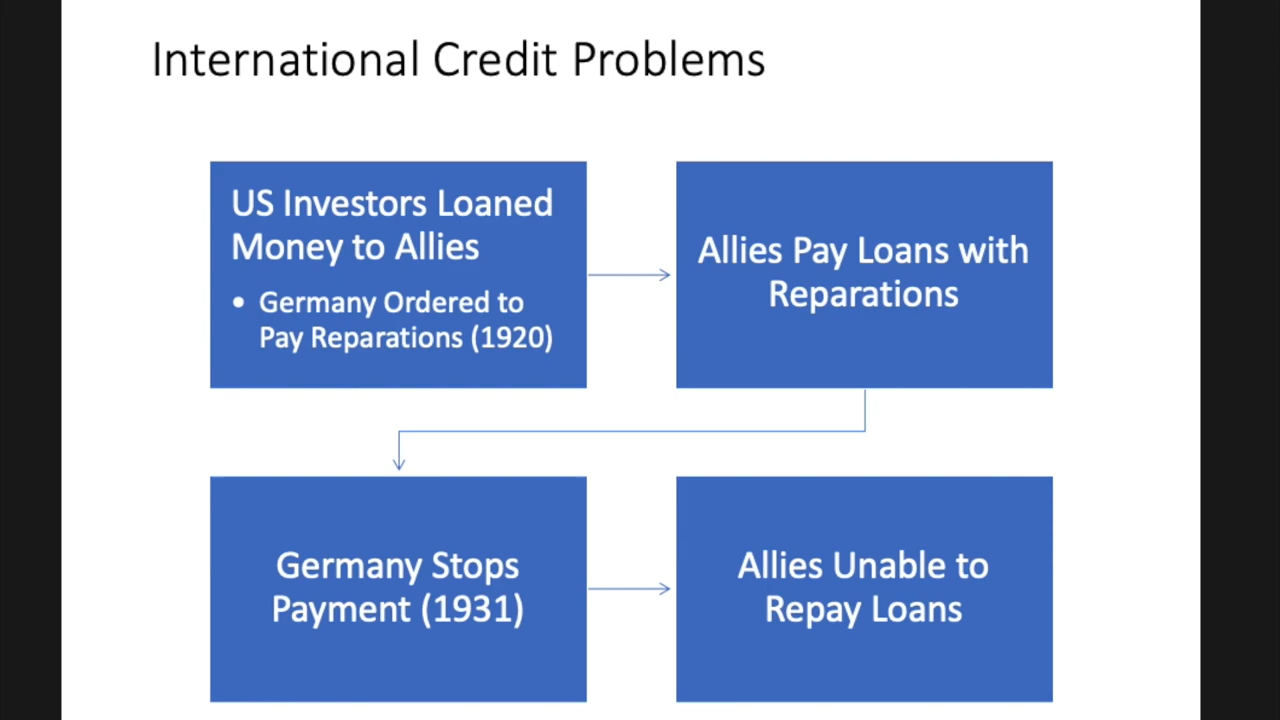 International Credit Problems
US Investors Loaned
Money to Allies
• Germany Ordered to
Pay Reparations (1920)
Allies Pay Loans with
Reparations
Germany Stops
Payment (1931)
Allies Unable to
Repay Loans